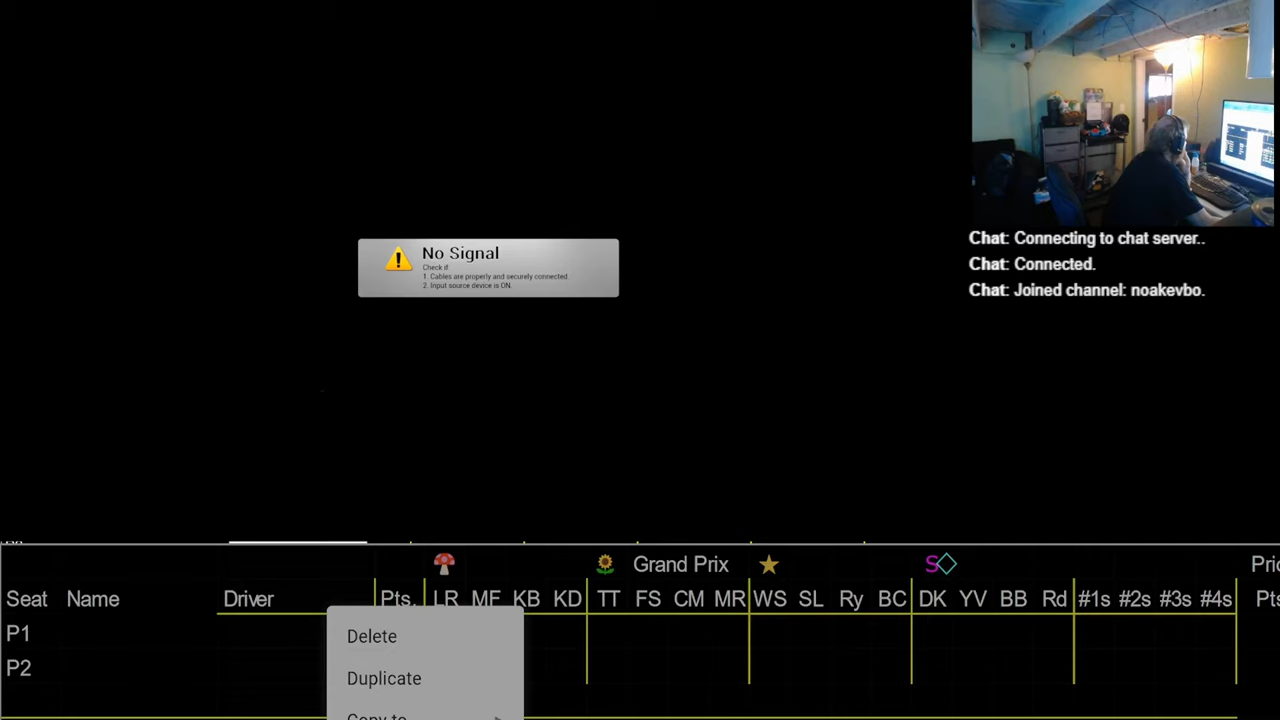 No Signal
Check if
1. Cables are properly and securely connected.
2. Input source device is ON.
Chat: Connecting to chat server..
Chat: Connected.
Chat: Joined channel: noakevbo.
Grand Prix S Pric
Seat Name Driver Pts. LR MF KB KD TT FS CM MR WS SL Ry BC DK YV BB Rd #1s #2s #3s #4s Pts
P1
P2
Delete
Duplicate
Copy to